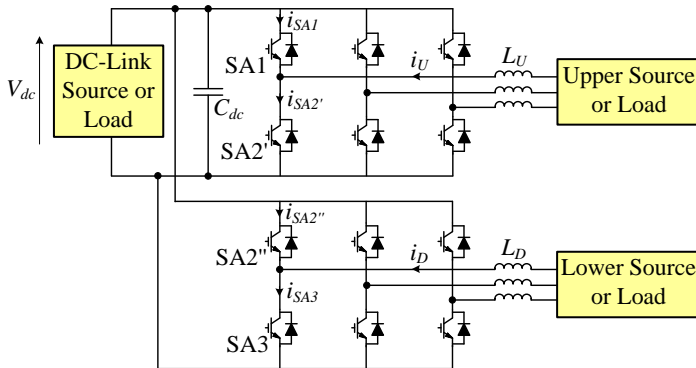 i_SA1
DC-Link
Source or
Load
V_dc
SA1
i_U
L_U
Upper Source
or Load
C_dc
i_SA2'
SA2'
i_SA2''
SA2''
i_D
L_D
Lower Source
or Load
i_SA3
SA3